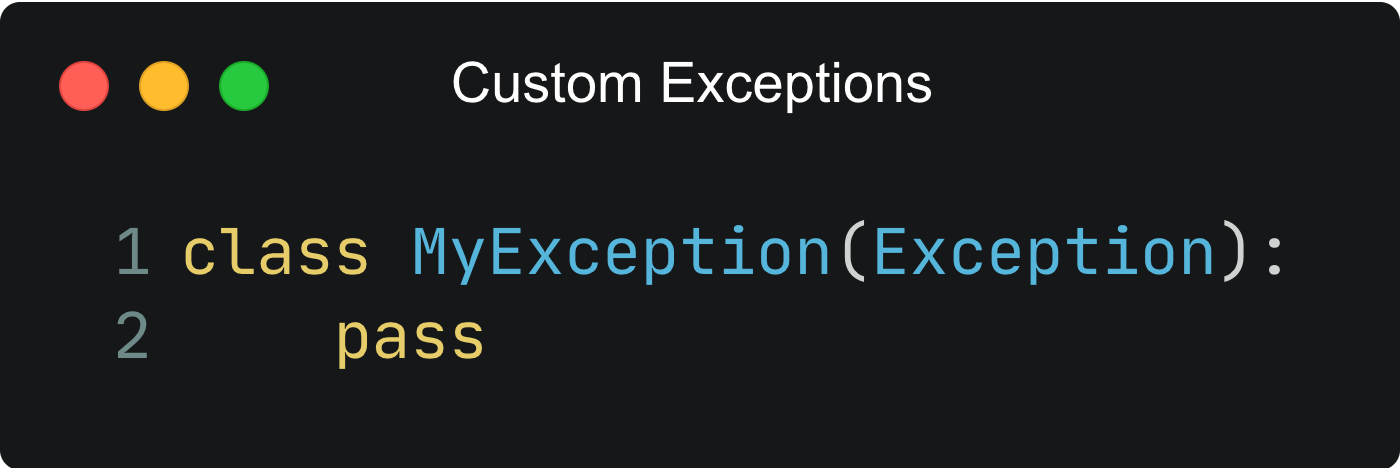 Custom Exceptions
1 class MyException(Exception):
2     pass